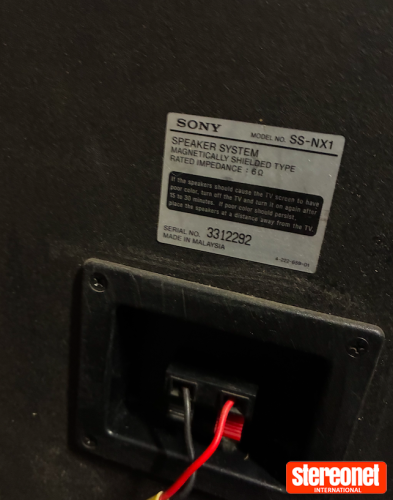 SONY MODEL NO. SS-NX1
SPEAKER SYSTEM
MAGNETICALLY SHIELDED TYPE
RATED IMPEDANCE : 6Ω
If the speakers should cause the TV screen to have
poor color, turn off the TV and turn it on again after
15 to 30 minutes. If poor color should persist,
place the speakers at a distance away from the TV.
SERIAL NO. 3312292
MADE IN MALAYSIA
stereonet
INTERNATIONAL